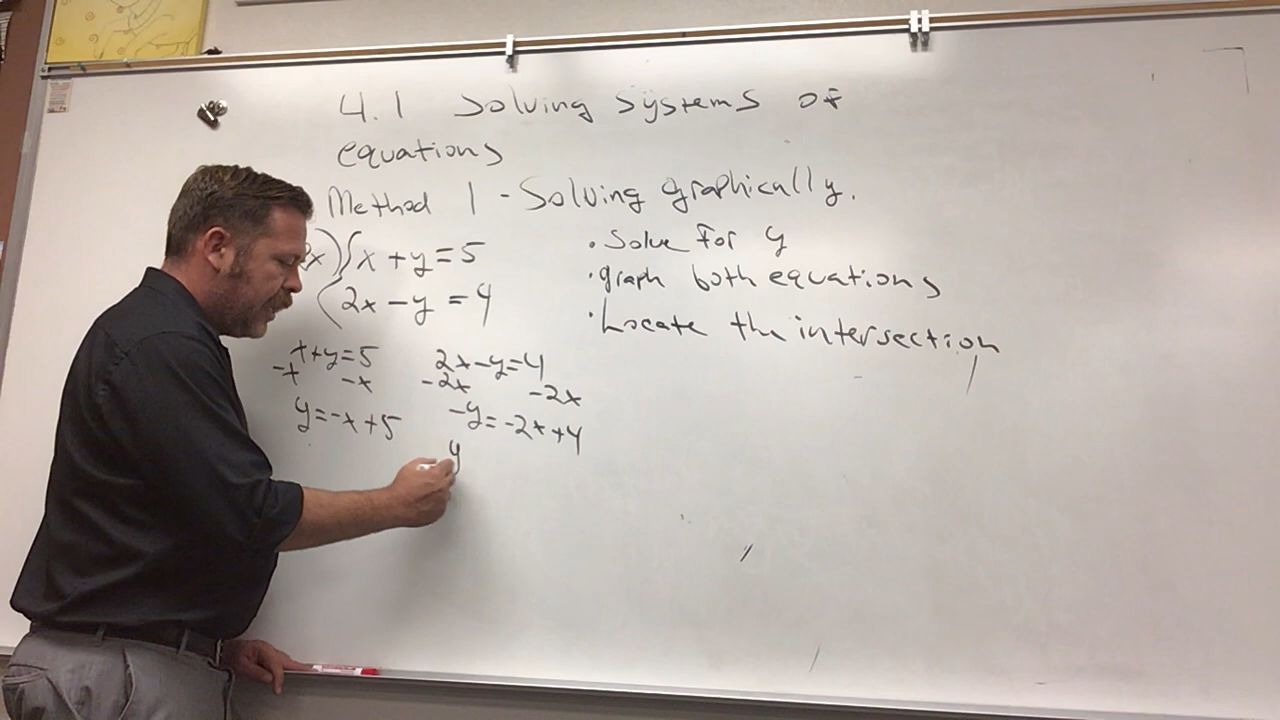 4.1 Solving systems of
equations
Method 1 - Solving graphically.
x) x + y = 5
2x - y = 4
• Solve for y
• graph both equations
• Locate the intersection
x+y=5
-x -x
y=-x+5
2x-y=4
-2x -2x
-y=-2x+4
y